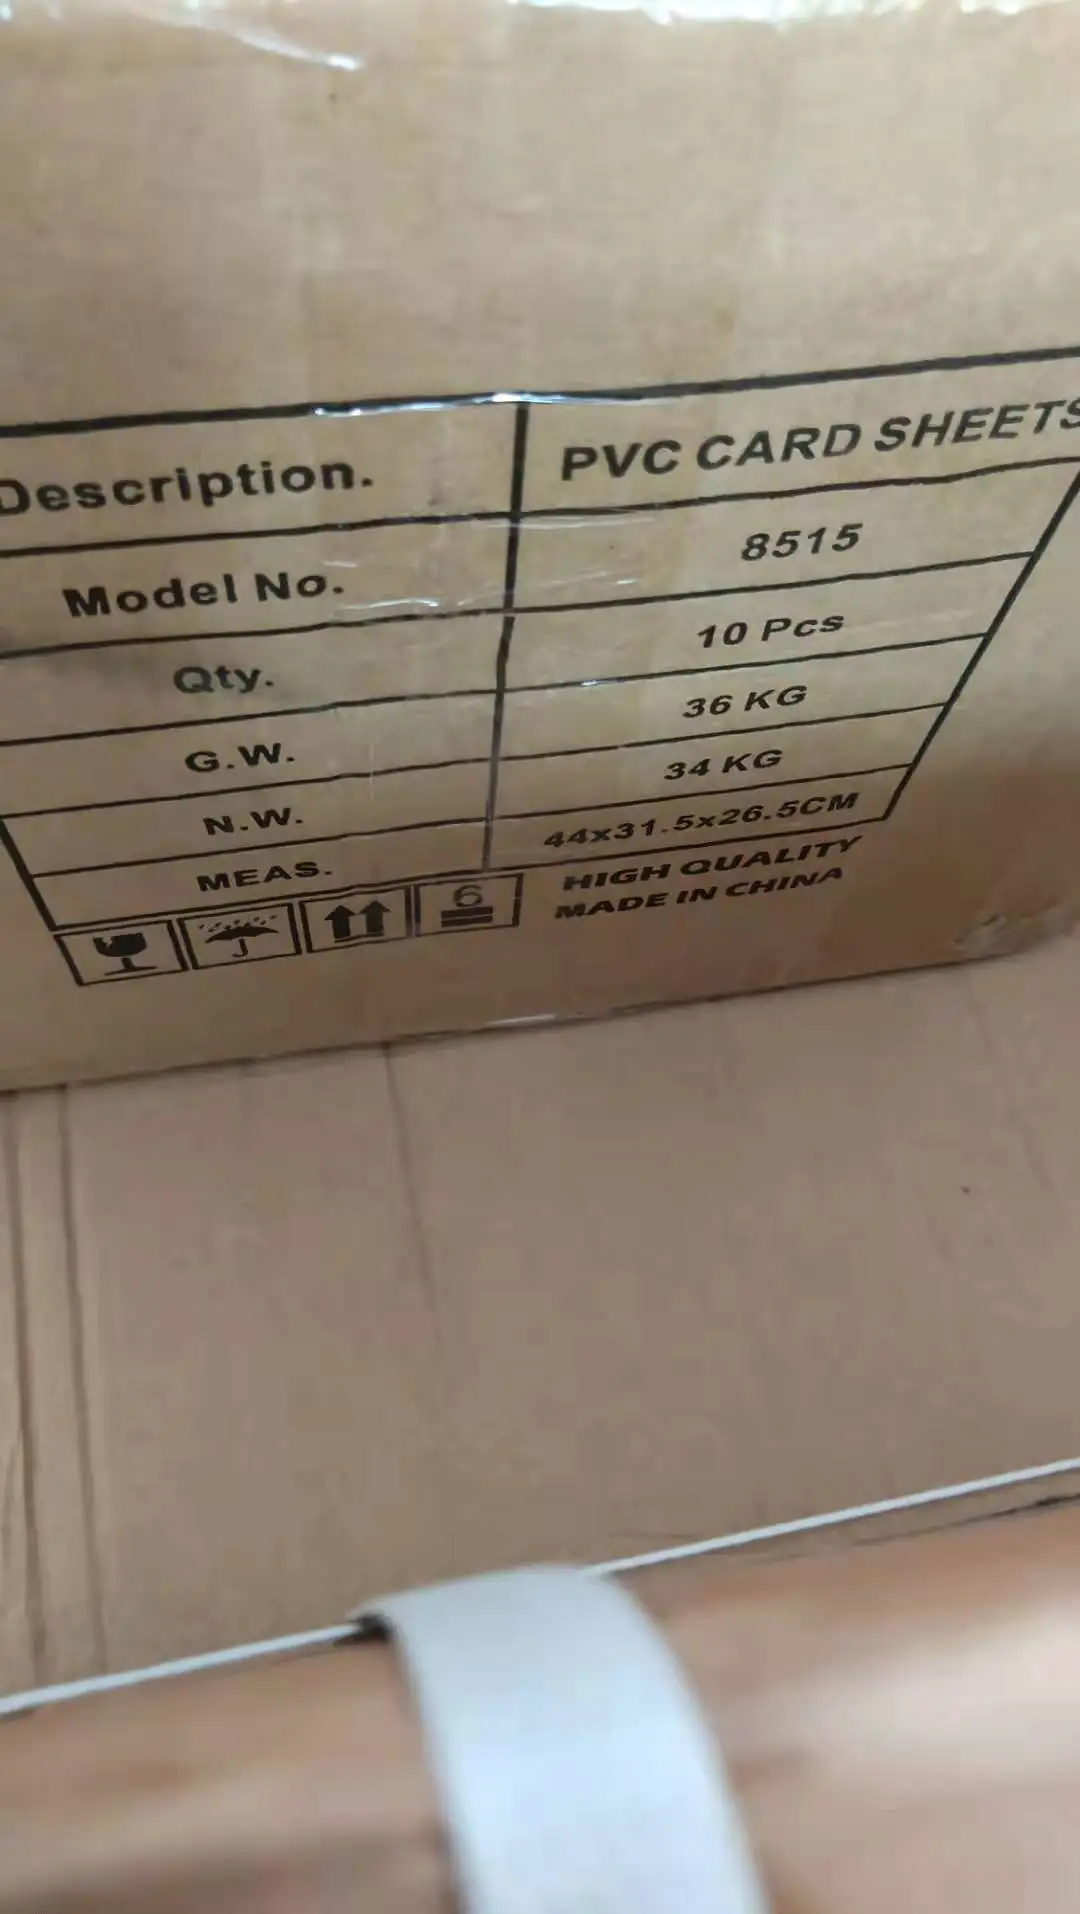 Description. PVC CARD SHEETS
Model No. 8515
Qty. 10 Pcs
G.W. 36 KG
N.W. 34 KG
MEAS. 44x31.5x26.5CM
6 HIGH QUALITY
MADE IN CHINA